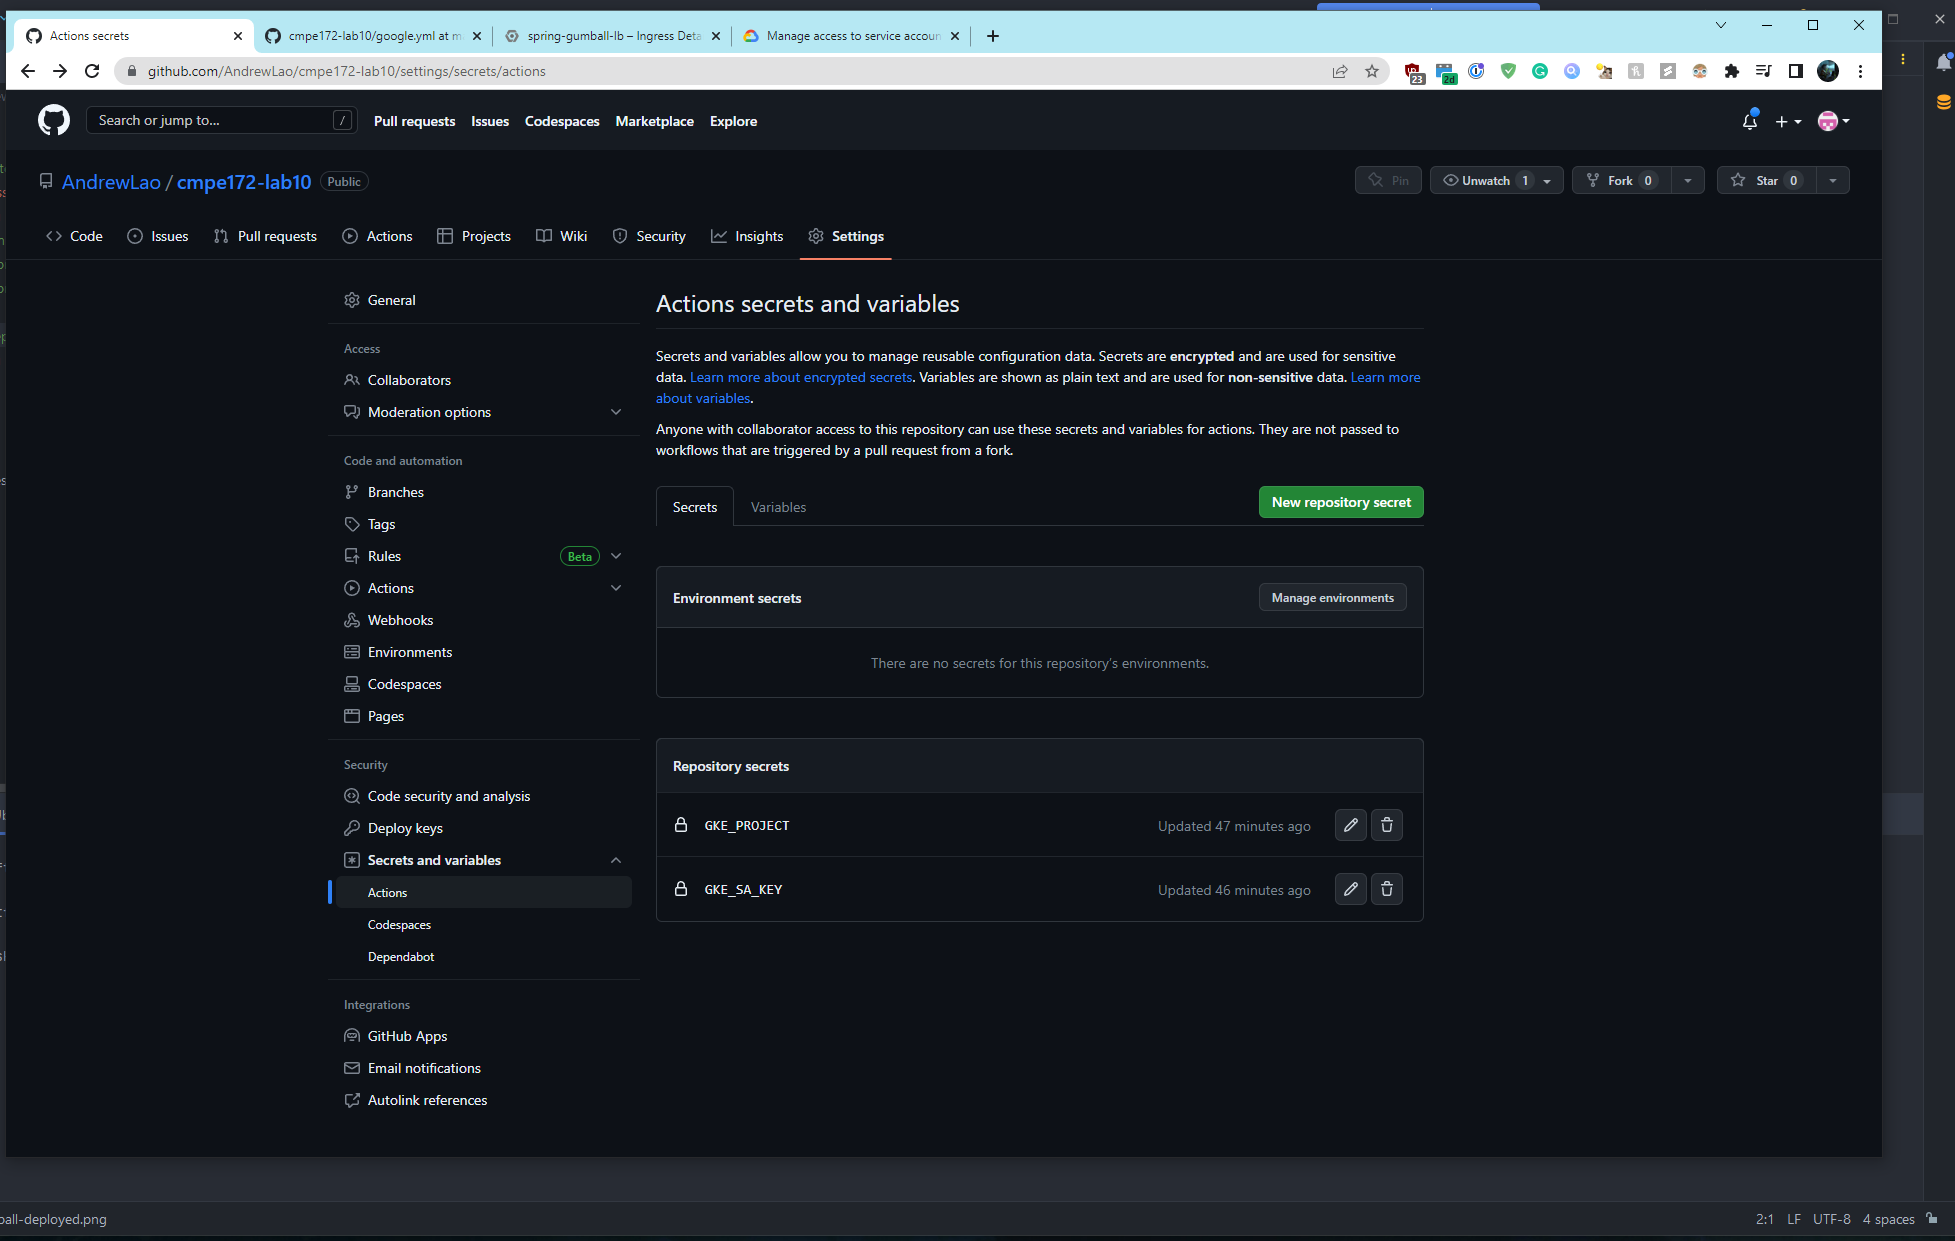 Actions secrets
cmpe172-lab10/google.yml at m
spring-gumball-lb – Ingress Deta
Manage access to service accoun
github.com/AndrewLao/cmpe172-lab10/settings/secrets/actions
23
2d
Search or jump to... /
Pull requests Issues Codespaces Marketplace Explore
AndrewLao / cmpe172-lab10 Public
Pin
Unwatch 1
Fork 0
Star 0
Code Issues Pull requests Actions Projects Wiki Security Insights Settings
General
Access
Collaborators
Moderation options
Code and automation
Branches
Tags
Rules Beta
Actions
Webhooks
Environments
Codespaces
Pages
Security
Code security and analysis
Deploy keys
Secrets and variables
Actions
Codespaces
Dependabot
Integrations
GitHub Apps
Email notifications
Autolink references
Actions secrets and variables
Secrets and variables allow you to manage reusable configuration data. Secrets are encrypted and are used for sensitive
data. Learn more about encrypted secrets. Variables are shown as plain text and are used for non-sensitive data. Learn more
about variables.
Anyone with collaborator access to this repository can use these secrets and variables for actions. They are not passed to
workflows that are triggered by a pull request from a fork.
Secrets Variables
New repository secret
Environment secrets
Manage environments
There are no secrets for this repository's environments.
Repository secrets
GKE_PROJECT Updated 47 minutes ago
GKE_SA_KEY Updated 46 minutes ago
ball-deployed.png
2:1 LF UTF-8 4 spaces